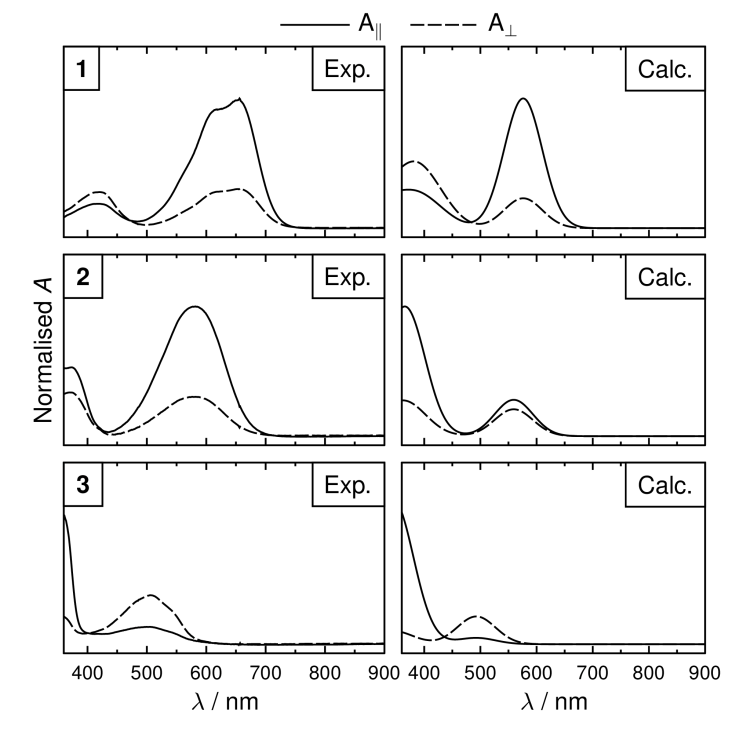 A∥ A⊥
1 Exp. Calc.
2 Exp. Calc.
3 Exp. Calc.
Normalised A
400 500 600 700 800 900 400 500 600 700 800 900
λ / nm λ / nm